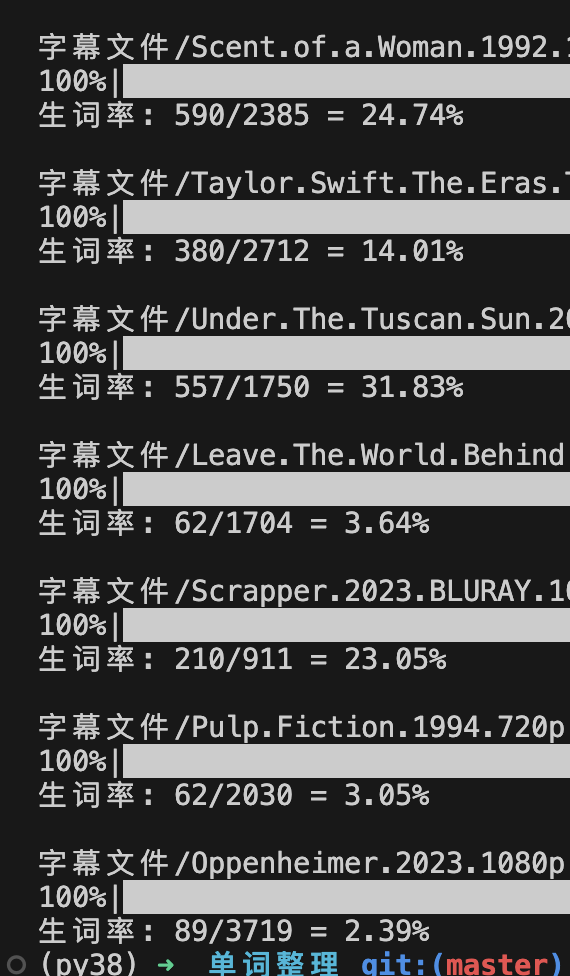 字幕文件/Scent.of.a.Woman.1992.
100%|
生词率: 590/2385 = 24.74%
字幕文件/Taylor.Swift.The.Eras.
100%|
生词率: 380/2712 = 14.01%
字幕文件/Under.The.Tuscan.Sun.20
100%|
生词率: 557/1750 = 31.83%
字幕文件/Leave.The.World.Behind
100%|
生词率: 62/1704 = 3.64%
字幕文件/Scrapper.2023.BLURAY.10
100%|
生词率: 210/911 = 23.05%
字幕文件/Pulp.Fiction.1994.720p
100%|
生词率: 62/2030 = 3.05%
字幕文件/Oppenheimer.2023.1080p
100%|
生词率: 89/3719 = 2.39%
(py38) ➜ 单词整理 git:(master)